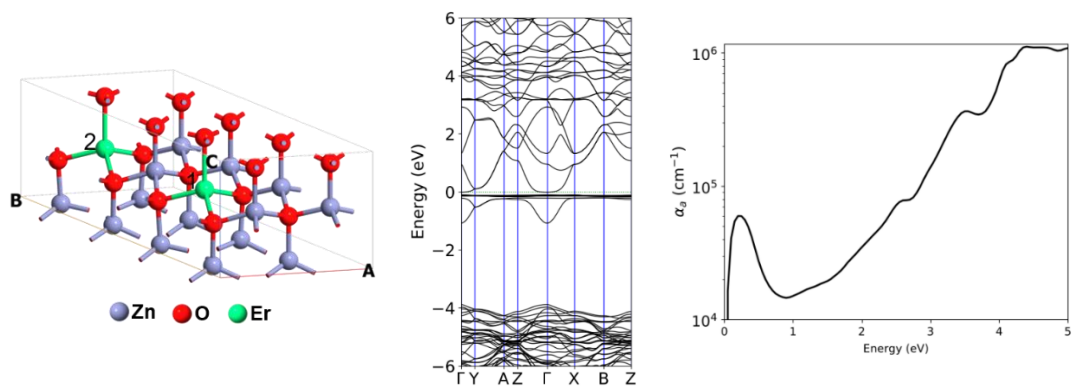 2
1
C
B
A
Zn O Er
Energy (eV)
6
4
2
0
−2
−4
−6
Γ Y A Z Γ X B Z
αₐ (cm⁻¹)
10⁶
10⁵
10⁴
0 1 2 3 4 5
Energy (eV)